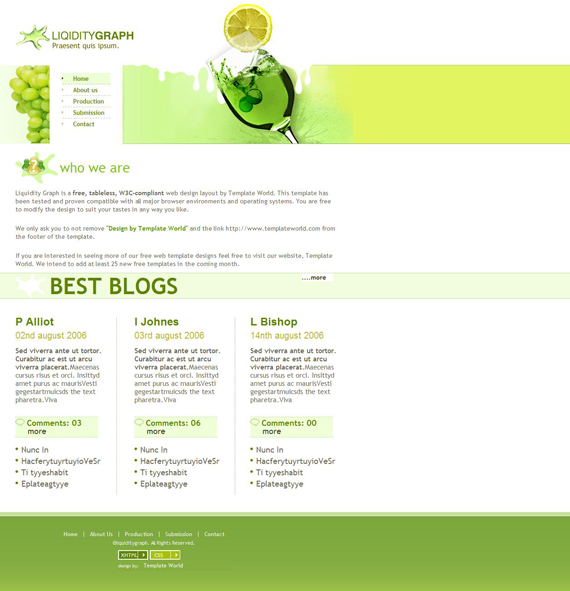 LIQIDITYGRAPH
Praesent quis ipsum.
Home
About us
Production
Submission
Contact
who we are
Liquidity Graph is a free, tableless, W3C-compliant web design layout by Template World. This template has
been tested and proven compatible with all major browser environments and operating systems. You are free
to modify the design to suit your tastes in any way you like.
We only ask you to not remove "Design by Template World" and the link http://www.templateworld.com from
the footer of the template.
If you are interested in seeing more of our free web template designs feel free to visit our website, Template
World. We intend to add at least 25 new free templates in the coming month.
BEST BLOGS
....more
P Alliot
02nd august 2006
Sed viverra ante ut tortor.
Curabitur ac est ut arcu
viverra placerat.Maecenas
cursus risus et orci. Insittyd
amet purus ac maurisVesti
gegestartmuicsds the text
pharetra.Viva
Comments: 03
more
Nunc In
HacferytuyrtuyioVeSr
Ti tyyeshabit
Eplateagtyye
I Johnes
03rd august 2006
Sed viverra ante ut tortor.
Curabitur ac est ut arcu
viverra placerat.Maecenas
cursus risus et orci. Insittyd
amet purus ac maurisVesti
gegestartmuicsds the text
pharetra.Viva
Comments: 06
more
Nunc In
HacferytuyrtuyioVeSr
Ti tyyeshabit
Eplateagtyye
L Bishop
14nth august 2006
Sed viverra ante ut tortor.
Curabitur ac est ut arcu
viverra placerat.Maecenas
cursus risus et orci. Insittyd
amet purus ac maurisVesti
gegestartmuicsds the text
pharetra.Viva
Comments: 00
more
Nunc In
HacferytuyrtuyioVeSr
Ti tyyeshabit
Eplateagtyye
Home | About Us | Production | Submission | Contact
©liquiditygraph. All Rights Reserved.
XHTML CSS
design by: Template World